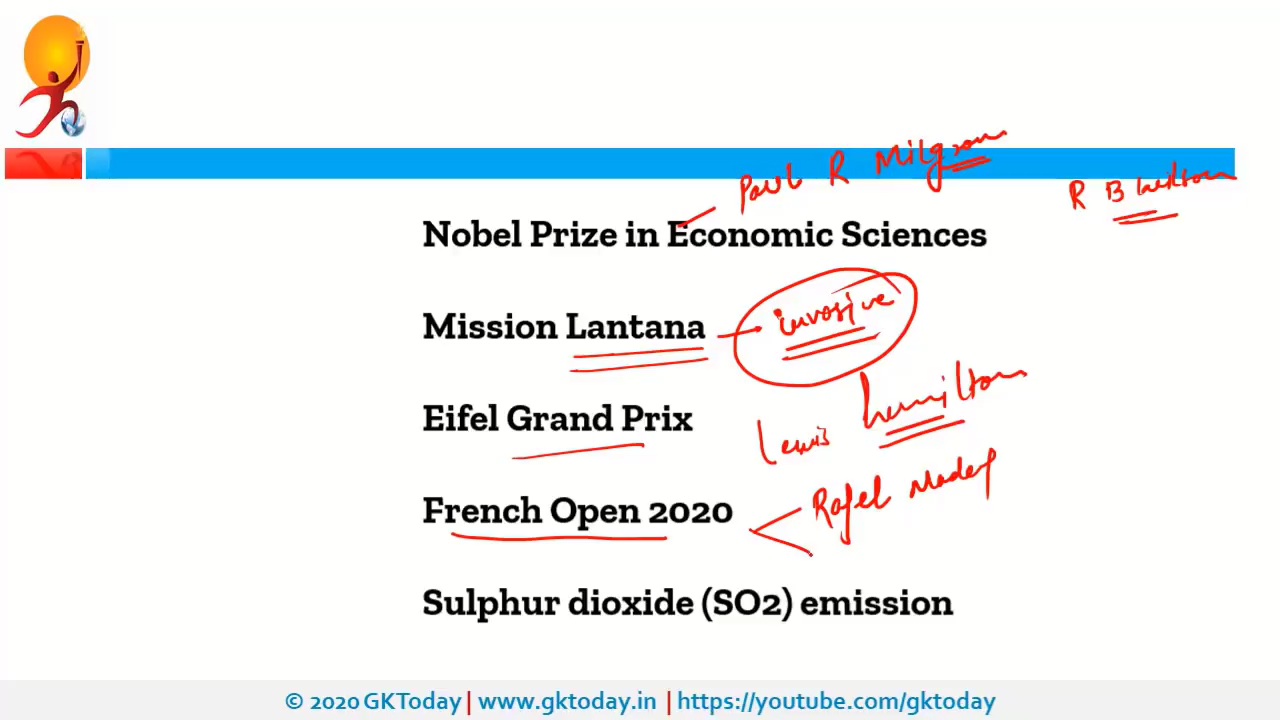 Paul R Milgrom
R B Wilson
Nobel Prize in Economic Sciences
Mission Lantana
invasive
Eifel Grand Prix
Lewis hamilton
French Open 2020
Rafel Nadal
Sulphur dioxide (SO2) emission
© 2020 GKToday | www.gktoday.in | https://youtube.com/gktoday